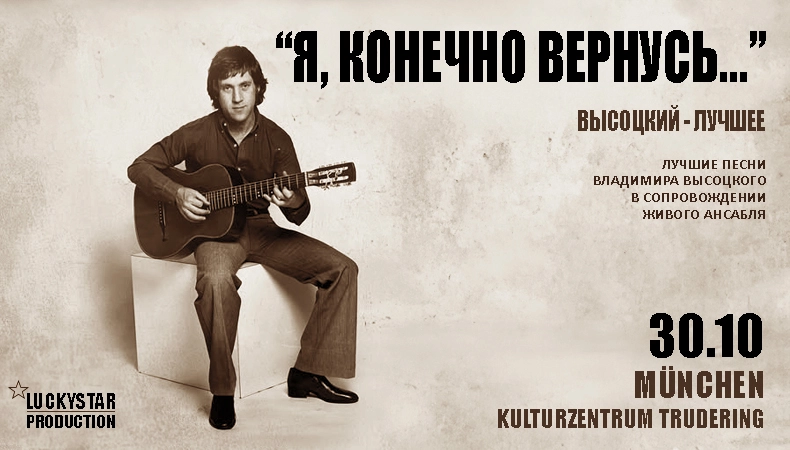 “Я, КОНЕЧНО ВЕРНУСЬ...”
ВЫСОЦКИЙ - ЛУЧШЕЕ
ЛУЧШИЕ ПЕСНИ
ВЛАДИМИРА ВЫСОЦКОГО
В СОПРОВОЖДЕНИИ
ЖИВОГО АНСАБЛЯ
30.10
MÜNCHEN
KULTURZENTRUM TRUDERING
LUCKYSTAR
PRODUCTION